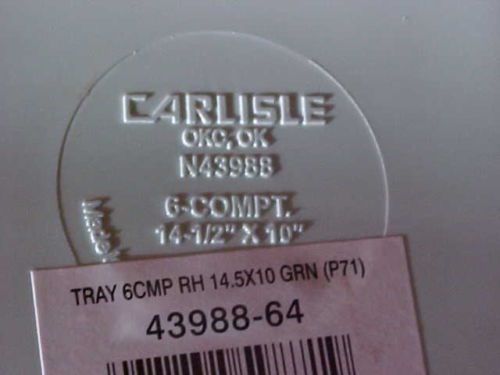 CARLISLE
OKC, OK
N43988
6-COMPT.
14-1/2" X 10"
TRAY 6CMP RH 14.5X10 GRN (P71)
43988-64